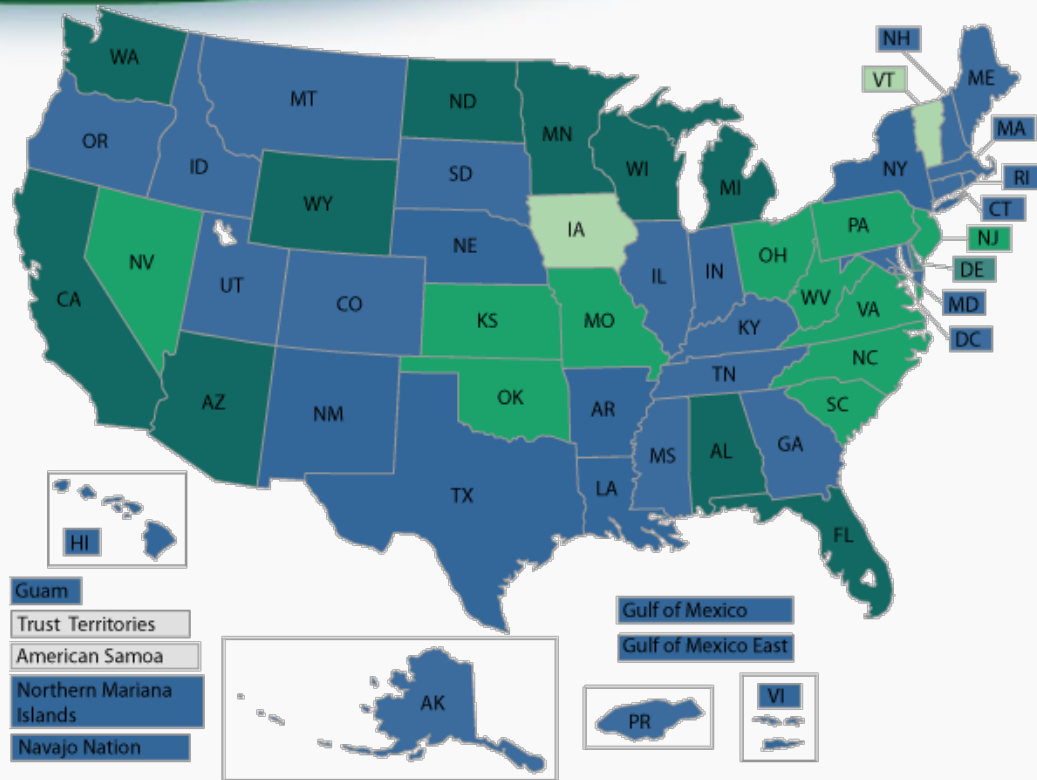 WA
MT
ND
MN
NH
ME
VT
OR
ID
SD
WI
MI
NY
MA
RI
CT
WY
NE
IA
PA
NJ
NV
UT
CO
IL
IN
OH
DE
CA
KS
MO
WV
VA
MD
KY
DC
NC
TN
AZ
NM
OK
AR
SC
MS
AL
GA
TX
LA
FL
HI
Guam
Trust Territories
American Samoa
Northern Mariana
Islands
Navajo Nation
AK
Gulf of Mexico
Gulf of Mexico East
PR
VI